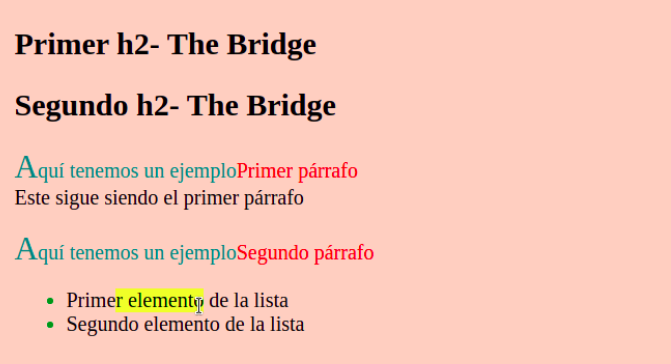 Primer h2- The Bridge
Segundo h2- The Bridge
Aquí tenemos un ejemploPrimer párrafo
Este sigue siendo el primer párrafo
Aquí tenemos un ejemploSegundo párrafo
Primer elemento de la lista
Segundo elemento de la lista